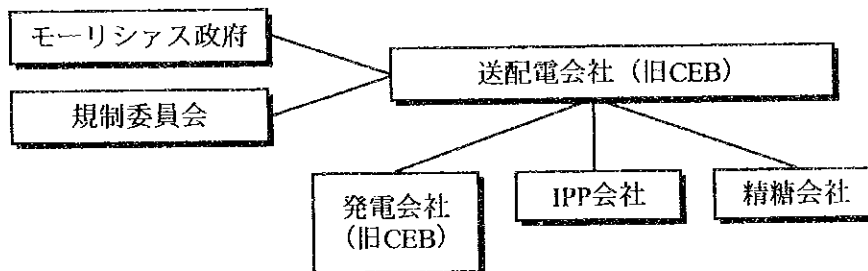 モーリシァス政府
送配電会社（旧CEB）
規制委員会
発電会社
（旧CEB）
IPP会社
精糖会社